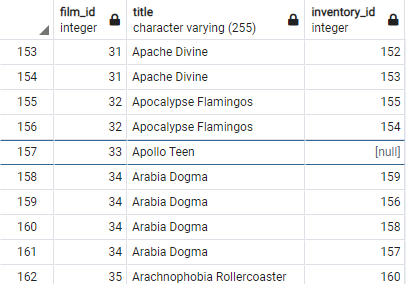 film_id title inventory_id
integer character varying (255) integer
153 31 Apache Divine 152
154 31 Apache Divine 153
155 32 Apocalypse Flamingos 155
156 32 Apocalypse Flamingos 154
157 33 Apollo Teen [null]
158 34 Arabia Dogma 159
159 34 Arabia Dogma 156
160 34 Arabia Dogma 158
161 34 Arabia Dogma 157
162 35 Arachnophobia Rollercoaster 160